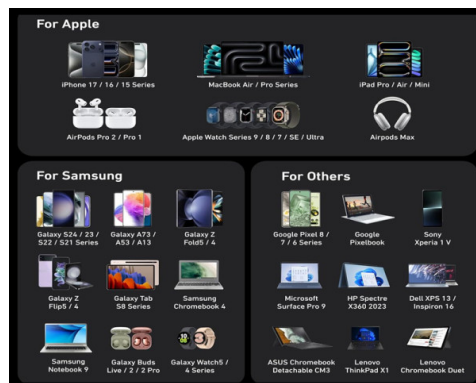 For Apple
iPhone 17 / 16 / 15 Series
MacBook Air / Pro Series
iPad Pro / Air / Mini
AirPods Pro 2 / Pro 1
Apple Watch Series 9 / 8 / 7 / SE / Ultra
Airpods Max
For Samsung
Galaxy S24 / 23 /
S22 / S21 Series
Galaxy A73 /
A53 / A13
Galaxy Z
Fold5 / 4
Galaxy Z
Flip5 / 4
Galaxy Tab
S8 Series
Samsung
Chromebook 4
Samsung
Notebook 9
Galaxy Buds
Live / 2 / 2 Pro
Galaxy Watch5 /
4 Series
For Others
Google Pixel 8 /
7 / 6 Series
Google
Pixelbook
Sony
Xperia 1 V
Microsoft
Surface Pro 9
HP Spectre
X360 2023
Dell XPS 13 /
Inspiron 16
ASUS Chromebook
Detachable CM3
Lenovo
ThinkPad X1
Lenovo
Chromebook Duet